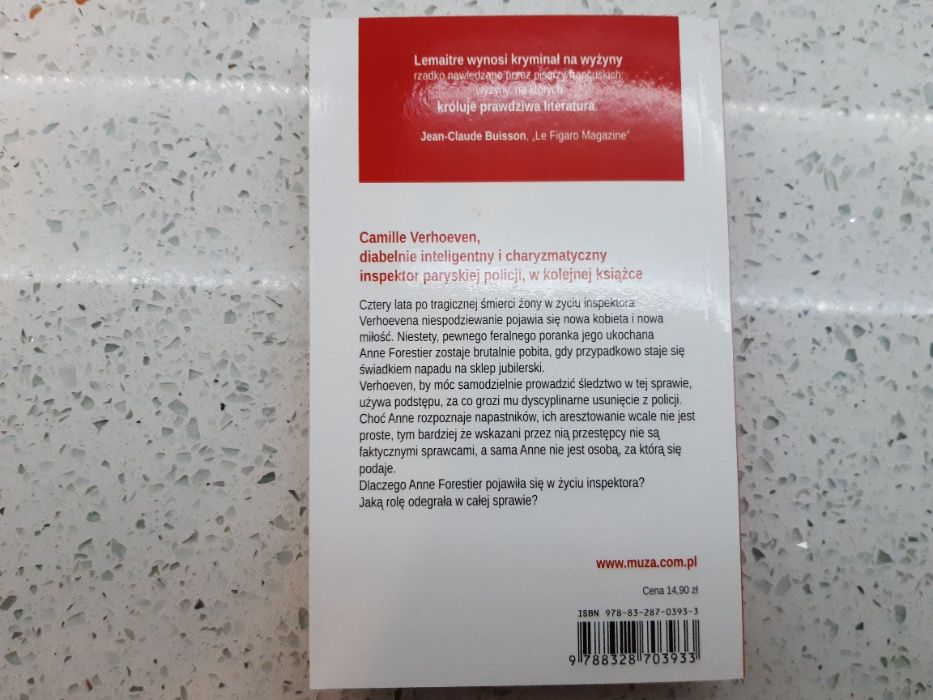 Lemaitre wynosi kryminał na wyżyny
rzadko nawiedzane przez pisarzy francuskich,
wyżyny, na których
króluje prawdziwa literatura.
Jean-Claude Buisson, „Le Figaro Magazine”
Camille Verhoeven,
diabelnie inteligentny i charyzmatyczny
inspektor paryskiej policji, w kolejnej książce
Cztery lata po tragicznej śmierci żony w życiu inspektora
Verhoevena niespodziewanie pojawia się nowa kobieta i nowa
miłość. Niestety, pewnego feralnego poranka jego ukochana
Anne Forestier zostaje brutalnie pobita, gdy przypadkowo staje się
świadkiem napadu na sklep jubilerski.
Verhoeven, by móc samodzielnie prowadzić śledztwo w tej sprawie,
używa podstępu, za co grozi mu dyscyplinarne usunięcie z policji.
Choć Anne rozpoznaje napastników, ich aresztowanie wcale nie jest
proste, tym bardziej że wskazani przez nią przestępcy nie są
faktycznymi sprawcami, a sama Anne nie jest osobą, za którą się
podaje.
Dlaczego Anne Forestier pojawiła się w życiu inspektora?
Jaką rolę odegrała w całej sprawie?
www.muza.com.pl
Cena 14,90 zł
ISBN 978-83-287-0393-3
9 788328 703933